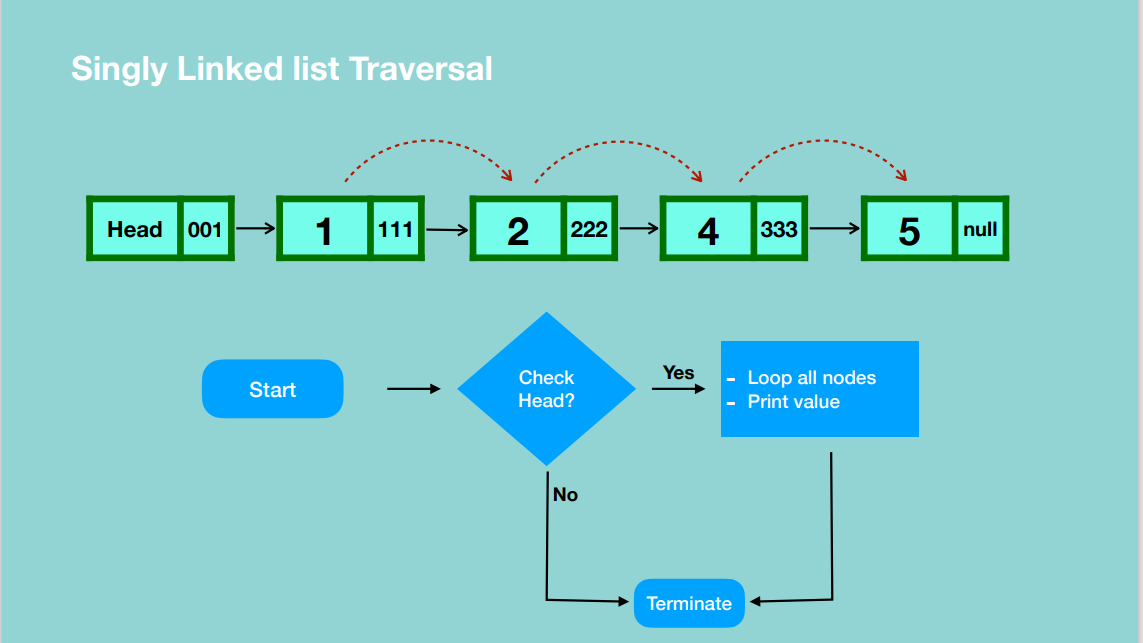 Singly Linked list Traversal
Head 001 1 111 2 222 4 333 5 null
Start
Check
Head?
Yes
- Loop all nodes
- Print value
No
Terminate